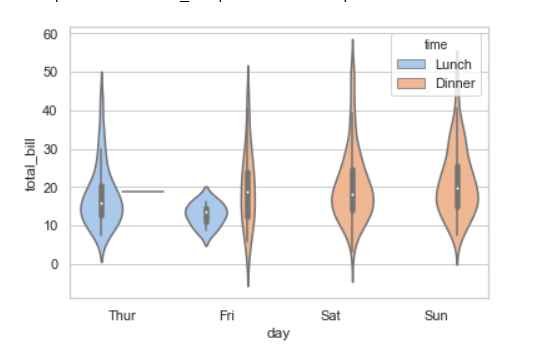 60
50
40
30
20
10
0
total_bill
time
Lunch
Dinner
Thur Fri Sat Sun
day